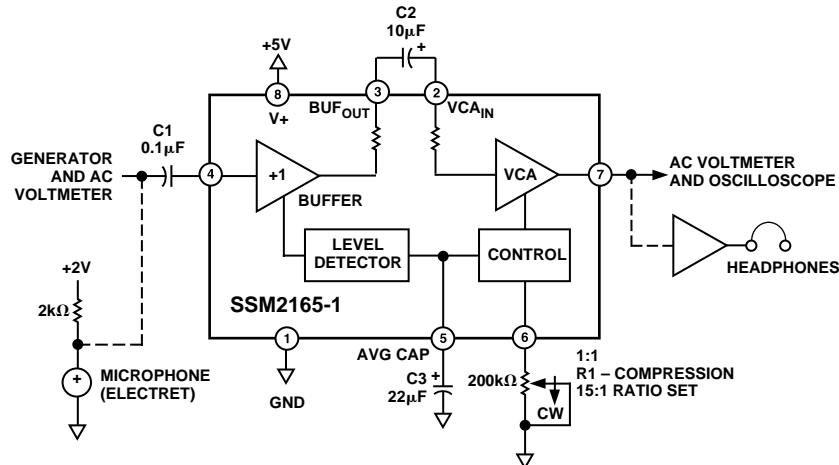 C2
10µF
+
+5V
8
3
2
V+
BUFOUT
VCAIN
C1
0.1µF
GENERATOR
AND AC
VOLTMETER
4
+1
BUFFER
VCA
7
AC VOLTMETER
AND OSCILLOSCOPE
LEVEL
DETECTOR
CONTROL
HEADPHONES
+2V
2kΩ
SSM2165-1
1
5
6
AVG CAP
GND
+
MICROPHONE
(ELECTRET)
C3
22µF
+
200kΩ
CW
1:1
R1 – COMPRESSION
15:1 RATIO SET